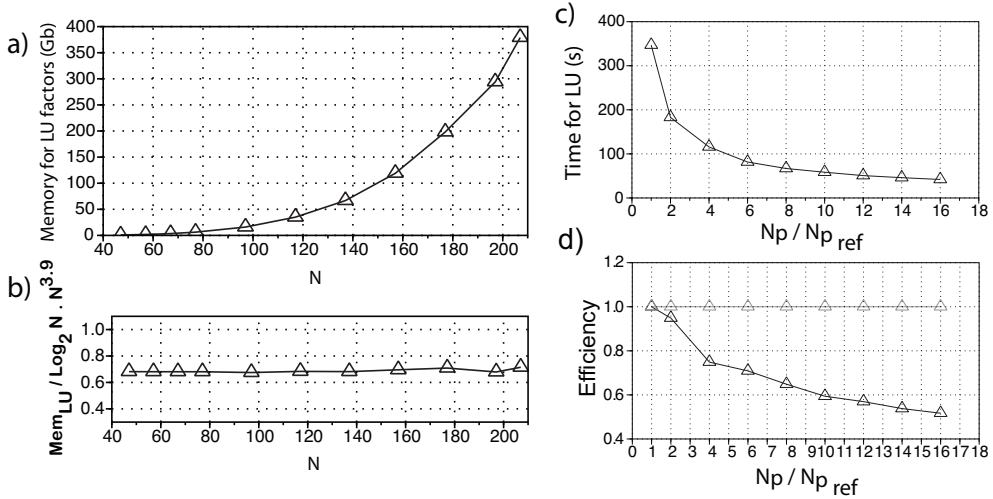 a)
Memory for LU factors (Gb)
400
350
300
250
200
150
100
50
0
40 60 80 100 120 140 160 180 200
N
b)
Mem_LU / Log_2 N . N^3.9
1.0
0.8
0.6
0.4
40 60 80 100 120 140 160 180 200
N
c)
Time for LU (s)
400
300
200
100
0
0 2 4 6 8 10 12 14 16 18
Np / Np_ref
d)
Efficiency
1.2
1.0
0.8
0.6
0.4
0 1 2 3 4 5 6 7 8 9 10 11 12 13 14 15 16 17 18
Np / Np_ref